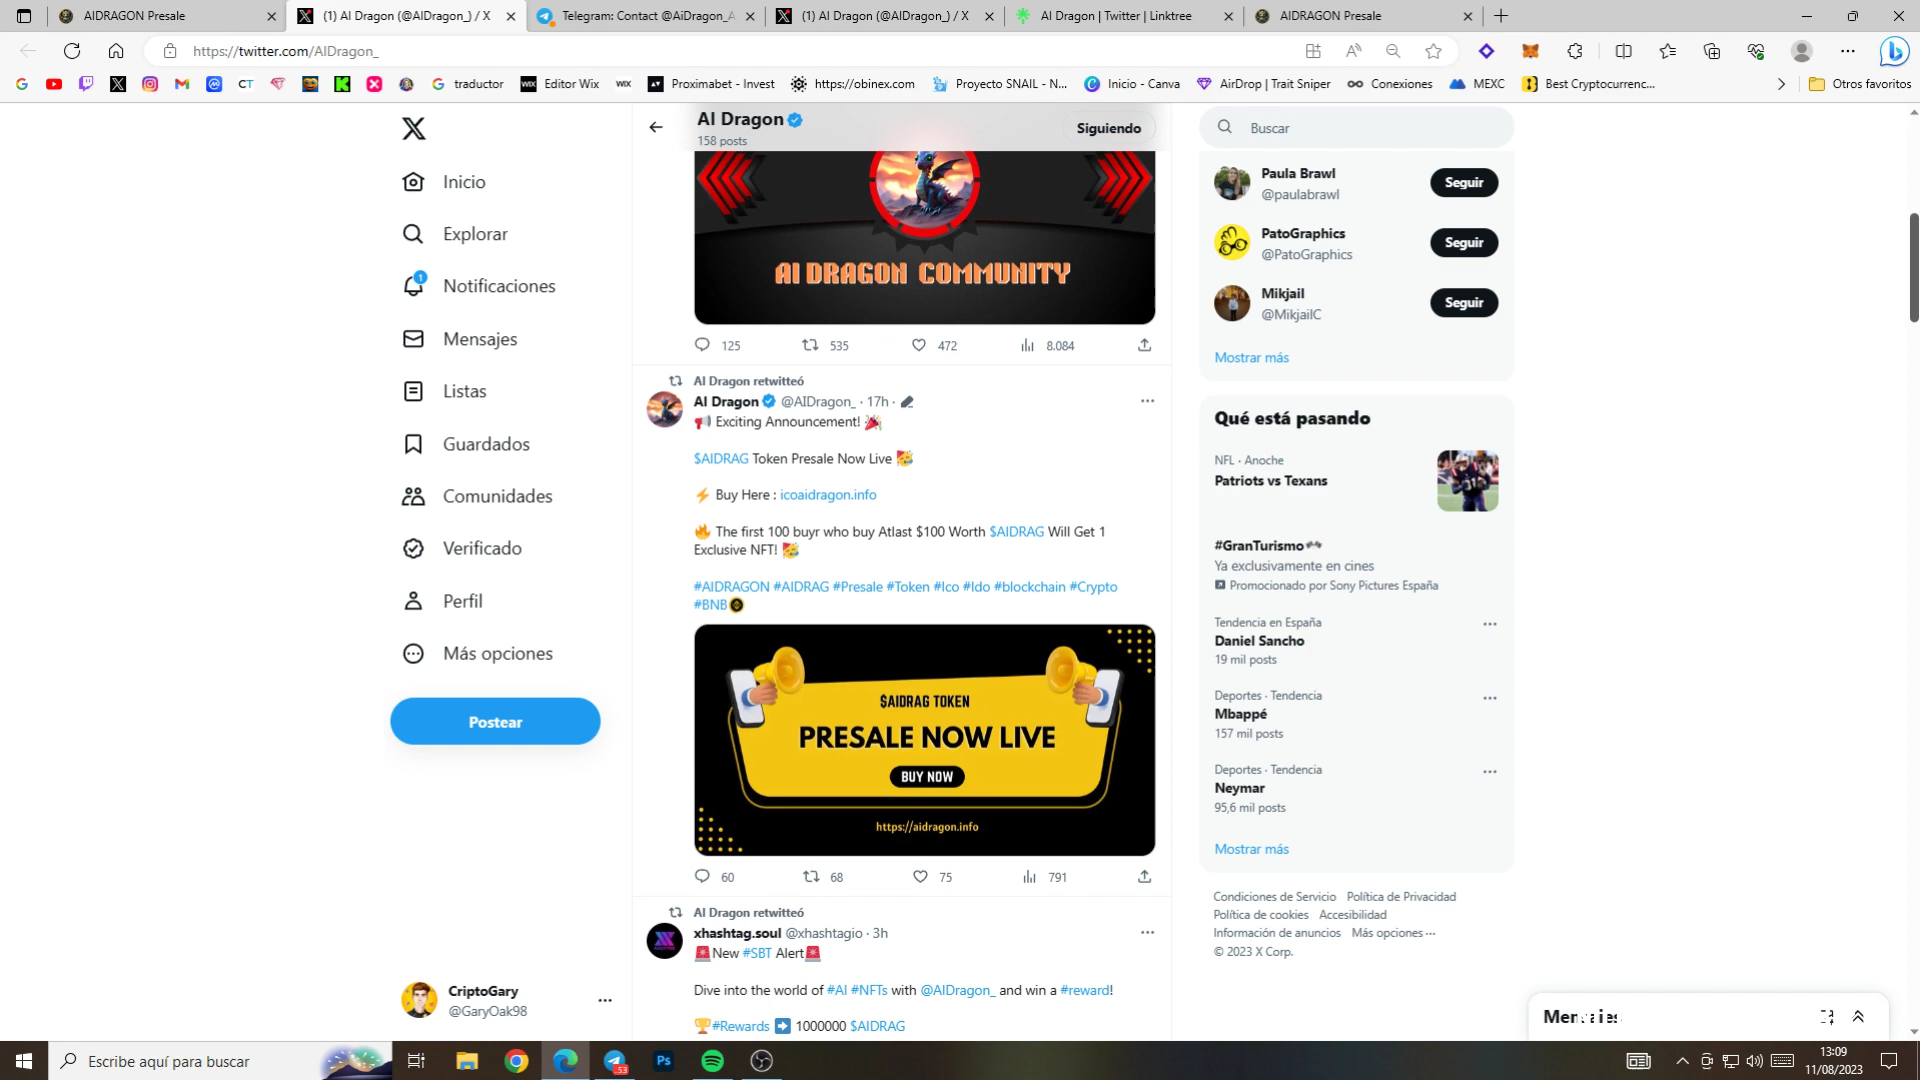 AIDRAGON Presale
(1) AI Dragon (@AIDragon_) / X
Telegram: Contact @AiDragon_A
(1) AI Dragon (@AIDragon_) / X
AI Dragon | Twitter | Linktree
AIDRAGON Presale
https://twitter.com/AIDragon_
CT
traductor
Editor Wix
WIX
Proximabet - Invest
https://obinex.com
Proyecto SNAIL - N...
Inicio - Canva
AirDrop | Trait Sniper
Conexiones
MEXC
Best Cryptocurrenc...
Otros favoritos
Inicio
Explorar
1
Notificaciones
Mensajes
Listas
Guardados
Comunidades
Verificado
Perfil
Más opciones
Postear
CriptoGary
@GaryOak98
AI Dragon
158 posts
Siguiendo
AI DRAGON COMMUNITY
125 535 472 8.084
AI Dragon retwitteó
AI Dragon @AIDragon_ · 17h ·
Exciting Announcement!
$AIDRAG Token Presale Now Live
Buy Here : icoaidragon.info
The first 100 buyr who buy Atlast $100 Worth $AIDRAG Will Get 1
Exclusive NFT!
#AIDRAGON #AIDRAG #Presale #Token #Ico #Ido #blockchain #Crypto
#BNB
$AIDRAG TOKEN
PRESALE NOW LIVE
BUY NOW
https://aidragon.info
60 68 75 791
AI Dragon retwitteó
xhashtag.soul @xhashtagio · 3h
New #SBT Alert
Dive into the world of #AI #NFTs with @AIDragon_ and win a #reward!
#Rewards 1000000 $AIDRAG
Buscar
Paula Brawl
@paulabrawl
Seguir
PatoGraphics
@PatoGraphics
Seguir
Mikjail
@MikjailC
Seguir
Mostrar más
Qué está pasando
NFL · Anoche
Patriots vs Texans
#GranTurismo
Ya exclusivamente en cines
Promocionado por Sony Pictures España
Tendencia en España
Daniel Sancho
19 mil posts
Deportes · Tendencia
Mbappé
157 mil posts
Deportes · Tendencia
Neymar
95,6 mil posts
Mostrar más
Condiciones de Servicio Política de Privacidad
Política de cookies Accesibilidad
Información de anuncios Más opciones ···
© 2023 X Corp.
Escribe aquí para buscar
53
Ps
13:09
11/08/2023